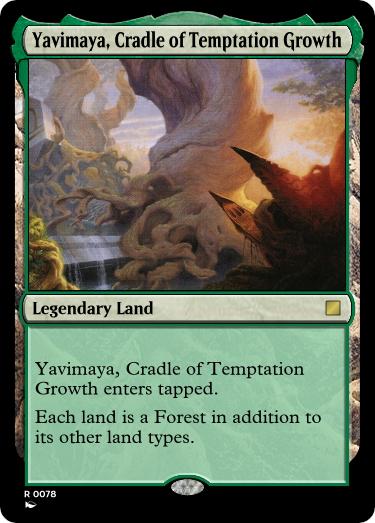 Yavimaya, Cradle of Temptation Growth
Legendary Land
Yavimaya, Cradle of Temptation
Growth enters tapped.
Each land is a Forest in addition to
its other land types.
R 0078